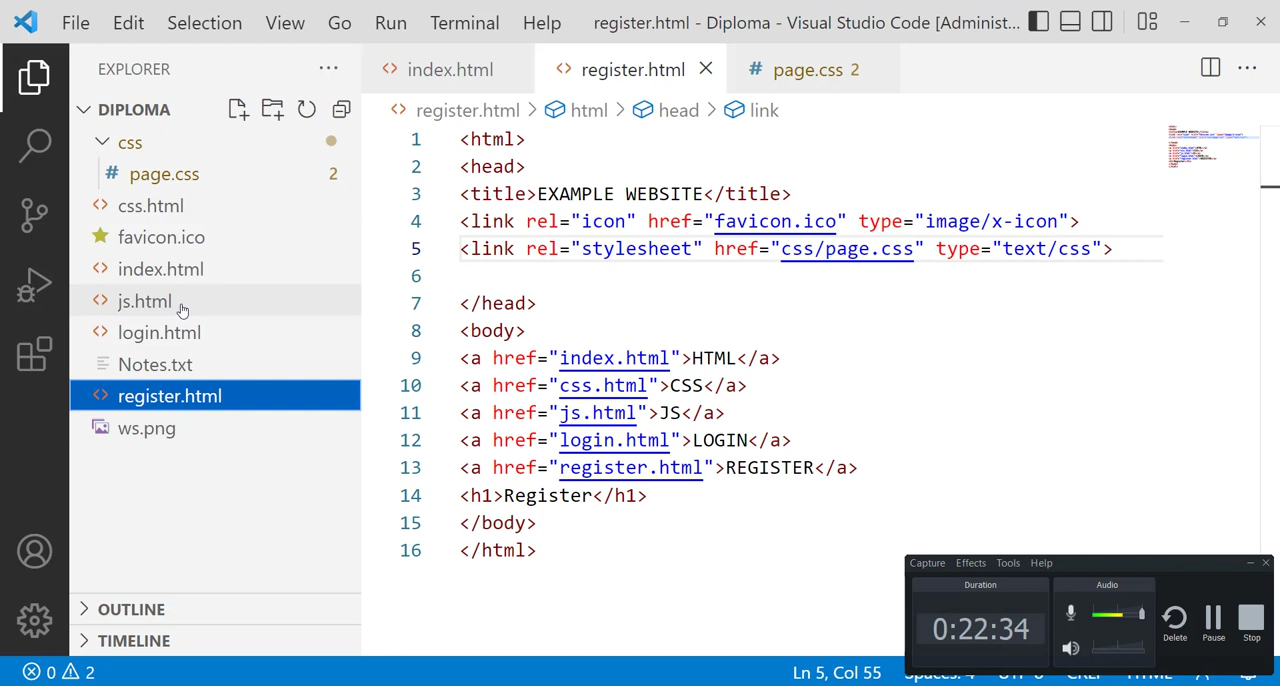 File Edit Selection View Go Run Terminal Help register.html - Diploma - Visual Studio Code [Administ...
EXPLORER
DIPLOMA
css
# page.css 2
css.html
favicon.ico
index.html
js.html
login.html
Notes.txt
register.html
ws.png
OUTLINE
TIMELINE
index.html register.html # page.css 2
register.html > html > head > link
1 <html>
2 <head>
3 <title>EXAMPLE WEBSITE</title>
4 <link rel="icon" href="favicon.ico" type="image/x-icon">
5 <link rel="stylesheet" href="css/page.css" type="text/css">
6
7 </head>
8 <body>
9 <a href="index.html">HTML</a>
10 <a href="css.html">CSS</a>
11 <a href="js.html">JS</a>
12 <a href="login.html">LOGIN</a>
13 <a href="register.html">REGISTER</a>
14 <h1>Register</h1>
15 </body>
16 </html>
Capture Effects Tools Help
Duration Audio
0:22:34
Delete Pause Stop
0 2 Ln 5, Col 55